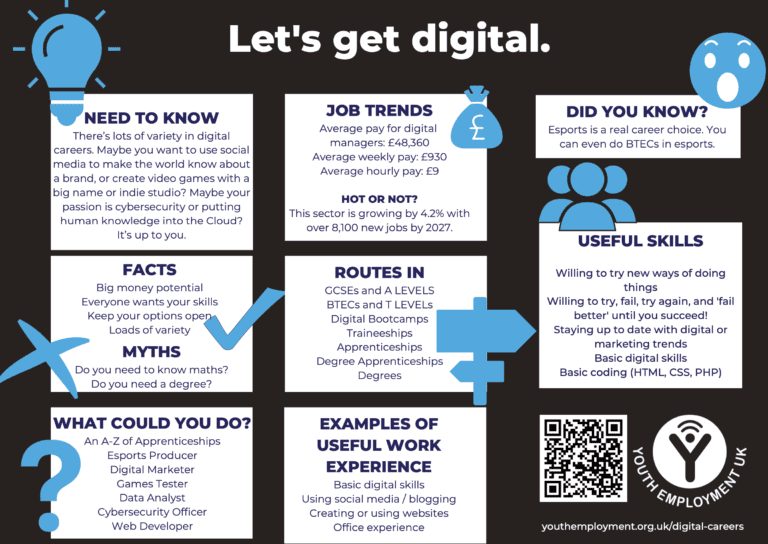 Let's get digital.
NEED TO KNOW
There's lots of variety in digital
careers. Maybe you want to use social
media to make the world know about
a brand, or create video games with a
big name or indie studio? Maybe your
passion is cybersecurity or putting
human knowledge into the Cloud?
It's up to you.
FACTS
Big money potential
Everyone wants your skills
Keep your options open
Loads of variety
MYTHS
Do you need to know maths?
Do you need a degree?
WHAT COULD YOU DO?
An A-Z of Apprenticeships
Esports Producer
Digital Marketer
Games Tester
Data Analyst
Cybersecurity Officer
Web Developer
JOB TRENDS
Average pay for digital
managers: £48,360
Average weekly pay: £930
Average hourly pay: £9
HOT OR NOT?
This sector is growing by 4.2% with
over 8,100 new jobs by 2027.
£
ROUTES IN
GCSEs and A LEVELS
BTECs and T LEVELs
Digital Bootcamps
Traineeships
Apprenticeships
Degree Apprenticeships
Degrees
EXAMPLES OF
USEFUL WORK
EXPERIENCE
Basic digital skills
Using social media / blogging
Creating or using websites
Office experience
DID YOU KNOW?
Esports is a real career choice. You
can even do BTECs in esports.
USEFUL SKILLS
Willing to try new ways of doing
things
Willing to try, fail, try again, and 'fail
better' until you succeed!
Staying up to date with digital or
marketing trends
Basic digital skills
Basic coding (HTML, CSS, PHP)
YOUTH EMPLOYMENT UK
youthemployment.org.uk/digital-careers